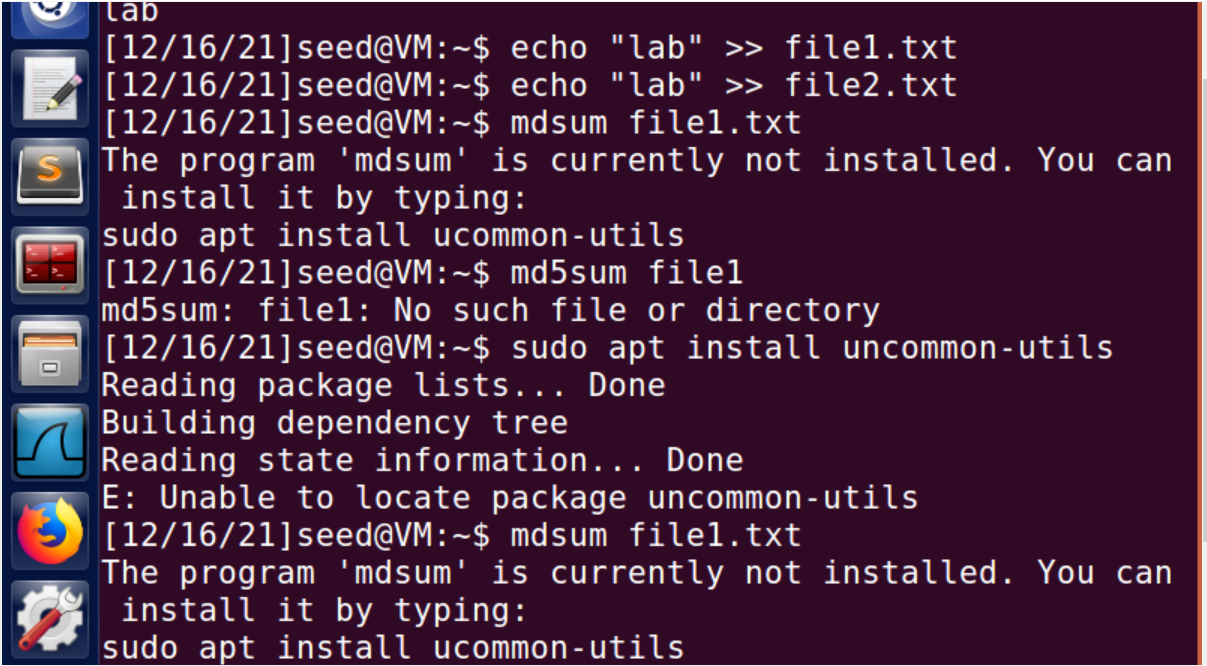 lab
[12/16/21]seed@VM:~$ echo "lab" >> file1.txt
[12/16/21]seed@VM:~$ echo "lab" >> file2.txt
[12/16/21]seed@VM:~$ mdsum file1.txt
The program 'mdsum' is currently not installed. You can
 install it by typing:
sudo apt install ucommon-utils
[12/16/21]seed@VM:~$ md5sum file1
md5sum: file1: No such file or directory
[12/16/21]seed@VM:~$ sudo apt install uncommon-utils
Reading package lists... Done
Building dependency tree
Reading state information... Done
E: Unable to locate package uncommon-utils
[12/16/21]seed@VM:~$ mdsum file1.txt
The program 'mdsum' is currently not installed. You can
 install it by typing:
sudo apt install ucommon-utils